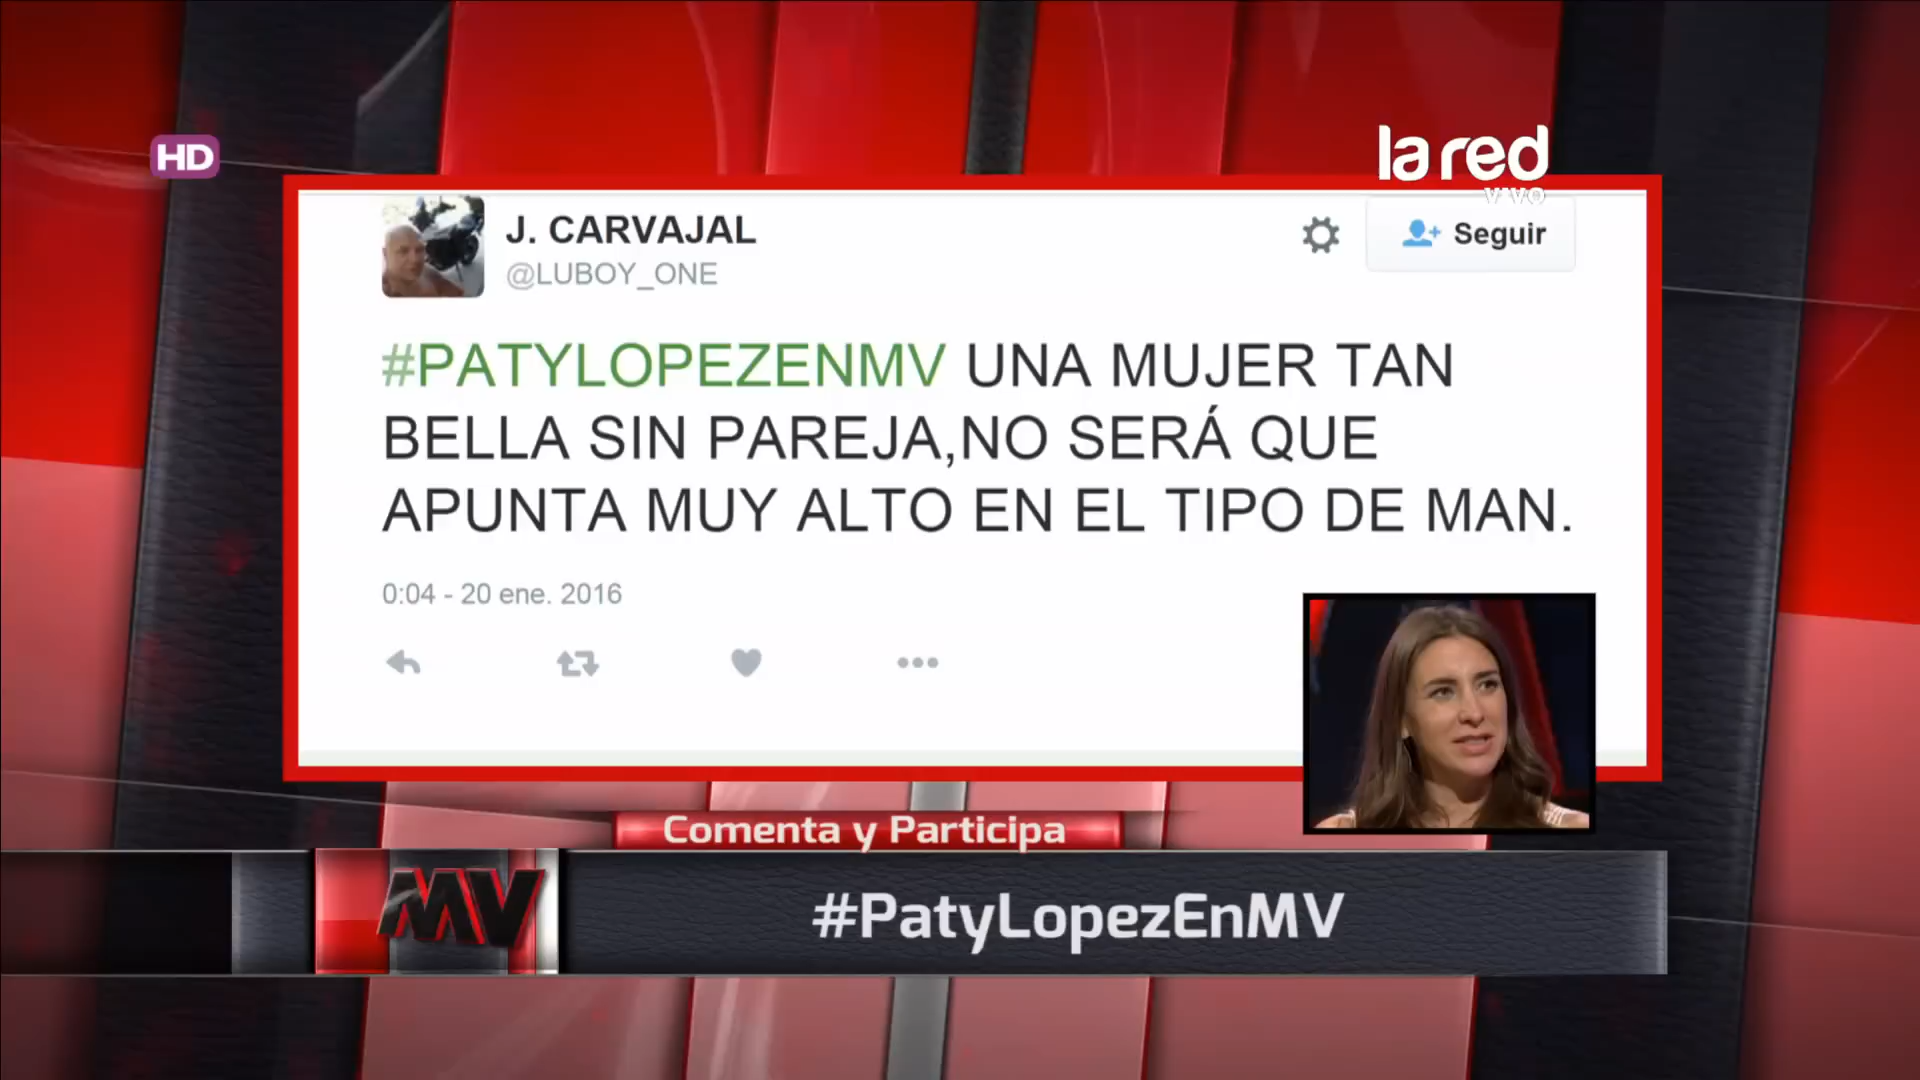 HD
la red
VIVO
J. CARVAJAL
@LUBOY_ONE
Seguir
#PATYLOPEZENMV UNA MUJER TAN
BELLA SIN PAREJA,NO SERÁ QUE
APUNTA MUY ALTO EN EL TIPO DE MAN.
0:04 - 20 ene. 2016
Comenta y Participa
MV
#PatyLopezEnMV